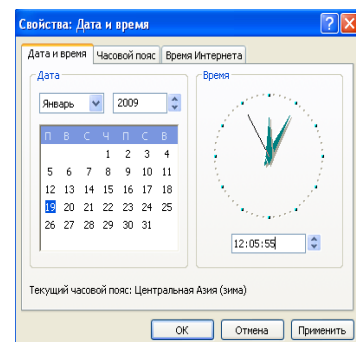 Свойства: Дата и время
Дата и время Часовой пояс Время Интернета
Дата Время
Январь 2009
П В С Ч П С В
1 2 3 4
5 6 7 8 9 10 11
12 13 14 15 16 17 18
19 20 21 22 23 24 25
26 27 28 29 30 31
12:05:55
Текущий часовой пояс: Центральная Азия (зима)
ОК Отмена Применить